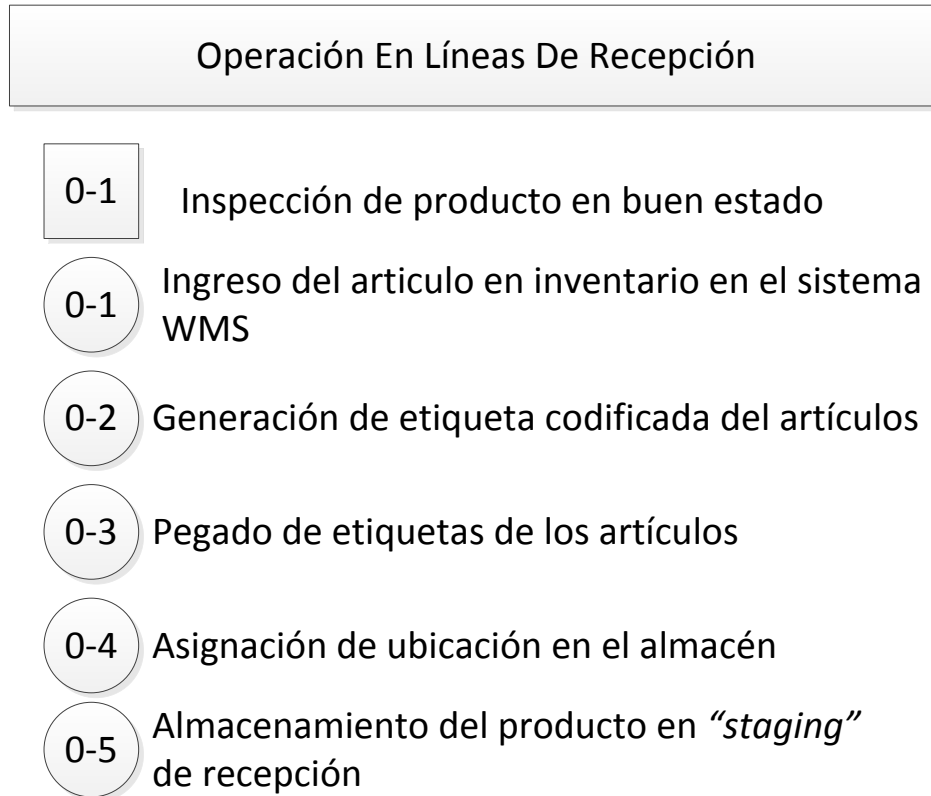 Operación En Líneas De Recepción
0-1 Inspección de producto en buen estado
0-1 Ingreso del articulo en inventario en el sistema
WMS
0-2 Generación de etiqueta codificada del artículos
0-3 Pegado de etiquetas de los artículos
0-4 Asignación de ubicación en el almacén
0-5 Almacenamiento del producto en “staging”
de recepción